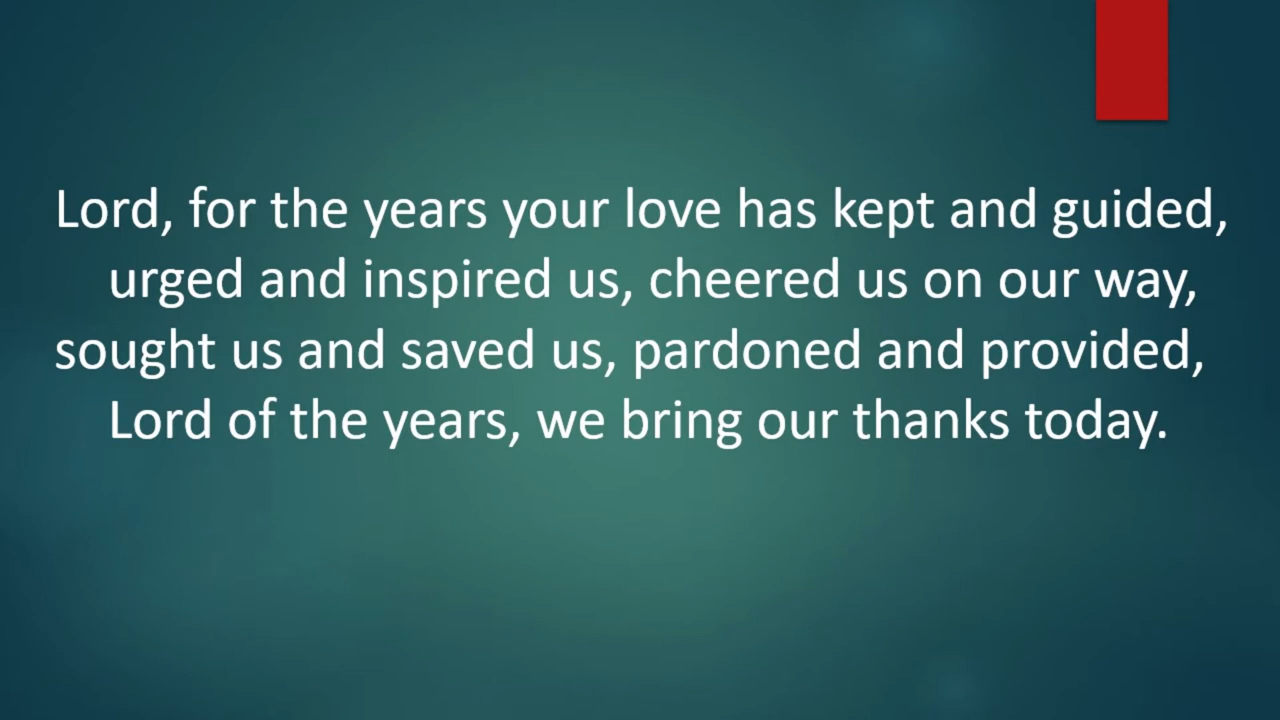 Lord, for the years your love has kept and guided,
urged and inspired us, cheered us on our way,
sought us and saved us, pardoned and provided,
Lord of the years, we bring our thanks today.